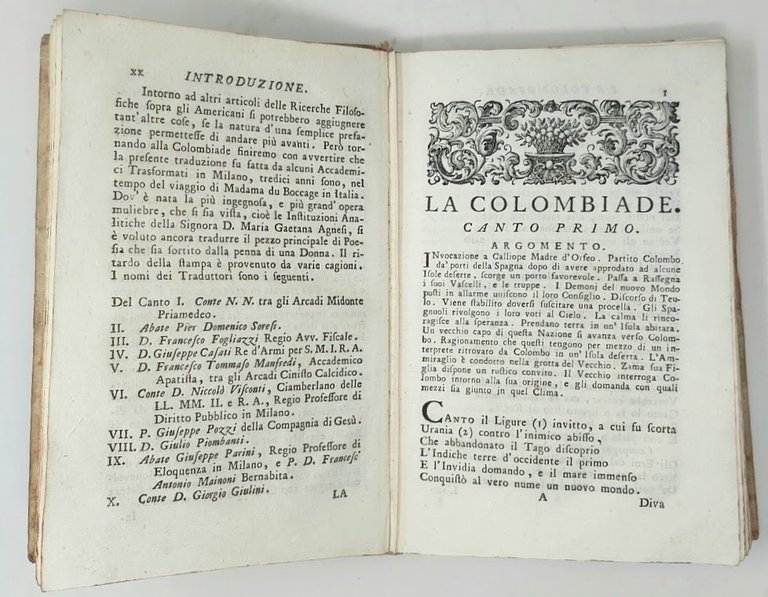 xx INTRODUZIONE.
Intorno ad altri articoli delle Ricerche Filoso-
fiche sopra gli Americani si potrebbero aggiugnere
tant'altre cose, se la natura d'una semplice prefa-
zione permettesse di andare più avanti. Però tor-
nando alla Colombiade finiremo con avvertire che
la presente traduzione fu fatta da alcuni Accademi-
ci Trasformati in Milano, tredici anni sono, nel
tempo del viaggio di Madama du Boccage in Italia.
Dov' è nata la più ingegnosa, e più grand'opera
muliebre, che si sia vista, cioè le Instituzioni Ana-
litiche della Signora D. Maria Gaetana Agnesi, si
è voluto ancora tradurre il pezzo principale di Poe-
sia che sia sortito dalla penna di una Donna. Il ri-
tardo della stampa è provenuto da varie cagioni.
I nomi dei Traduttori sono i seguenti.
Del Canto I. Conte N. N. tra gli Arcadi Midonte
Priamedeo.
II. Abate Pier Domenico Soresi.
III. D. Francesco Fogliazzi Regio Avv. Fiscale.
IV. D. Giuseppe Casati Re d'Armi per S. M. I. R. A.
V. D. Francesco Tommaso Manfredi, Accademico
Apatista, tra gli Arcadi Cinisto Calcidico.
VI. Conte D. Niccolò Visconti, Ciamberlano delle
LL. MM. II. e R. A., Regio Professore di
Diritto Pubblico in Milano.
VII. P. Giuseppe Pozzi della Compagnia di Gesù.
VIII. D. Giulio Piombanti.
IX. Abate Giuseppe Parini, Regio Professore di
Eloquenza in Milano, e P. D. Francesc'
Antonio Mainoni Bernabita.
X. Conte D. Giorgio Giulini.
LA
1
LA COLOMBIADE.
CANTO PRIMO.
ARGOMENTO.
INvocazione a Calliope Madre d'Orfeo. Partito Colombo
da' porti della Spagna dopo di avere approdato ad alcune
Isole deserte, scorge un porto favorevole. Passa a Rassegna
i suoi Vascelli, e le truppe. I Demonj del nuovo Mondo
posti in allarme uniscono il loro Consiglio. Discorso di Teu-
lo. Viene stabilito doversi suscitare una procella. Gli Spa-
gnuoli rivolgono i loro voti al Cielo. La calma li rinco-
ragisce alla speranza. Prendano terra in un'Isola abitata.
Un vecchio capo di questa Nazione si avanza verso Colom-
bo. Ragionamento che questi tengono per mezzo di un in-
terprete ritrovato da Colombo in un'Isola deserta. L'Am-
miraglio è condotto nella grotta del Vecchio. Zama sua Fi-
glia dispone un rustico convito. Il Vecchio interroga Co-
lombo intorno alla sua origine, e gli domanda con quali
mezzi sia giunto in quel Clima.
CANTO il Ligure (1) invitto, a cui fu scorta
Urania (2) contro l'inimico abisso,
Che abbandonato il Tago discoprio
L'Indiche terre d'occidente il primo
E l'Invidia domando, e il mare immenso
Conquistò al vero nume un nuovo mondo.
A
Diva